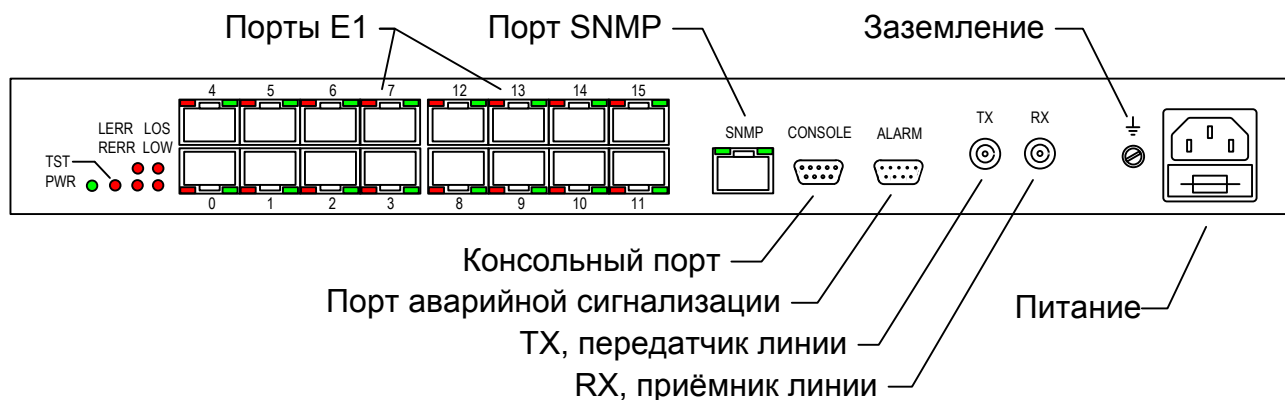 Порты E1
Порт SNMP
Заземление
4 5 6 7 12 13 14 15
LERR LOS
RERR LOW
TST
PWR
SNMP CONSOLE ALARM
TX RX
0 1 2 3 8 9 10 11
Консольный порт
Порт аварийной сигнализации
TX, передатчик линии
RX, приёмник линии
Питание